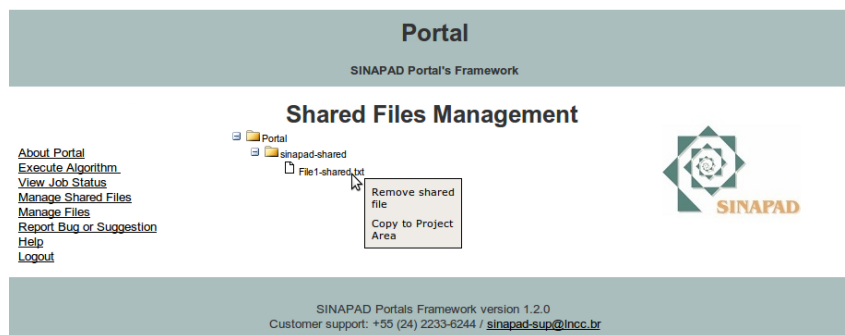 Portal
SINAPAD Portal's Framework
Shared Files Management
About Portal
Execute Algorithm
View Job Status
Manage Shared Files
Manage Files
Report Bug or Suggestion
Help
Logout
Portal
sinapad-shared
File1-shared.txt
Remove shared
file
Copy to Project
Area
SINAPAD
SINAPAD Portals Framework version 1.2.0
Customer support: +55 (24) 2233-6244 / sinapad-sup@lncc.br